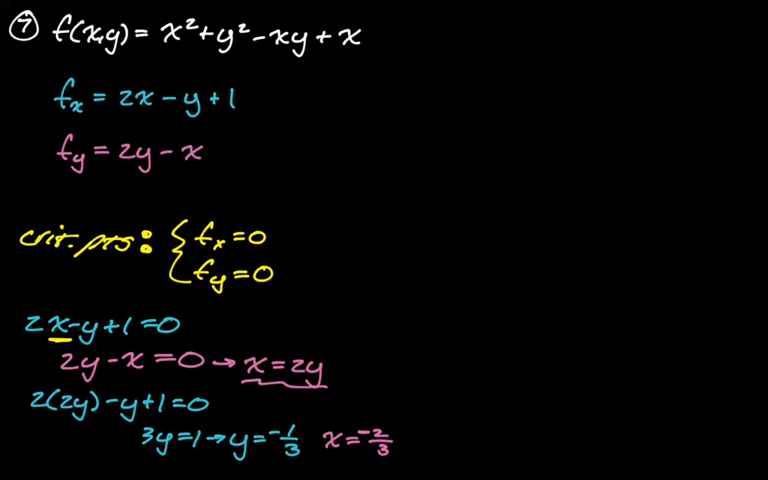 ⑦ f(x,y) = x² + y² - xy + x
fₓ = 2x - y + 1
f_y = 2y - x
crit. pts: { fₓ = 0
f_y = 0
2x - y + 1 = 0
2y - x = 0 → x = 2y
2(2y) - y + 1 = 0
3y = 1 → y = -1/3 x = -2/3